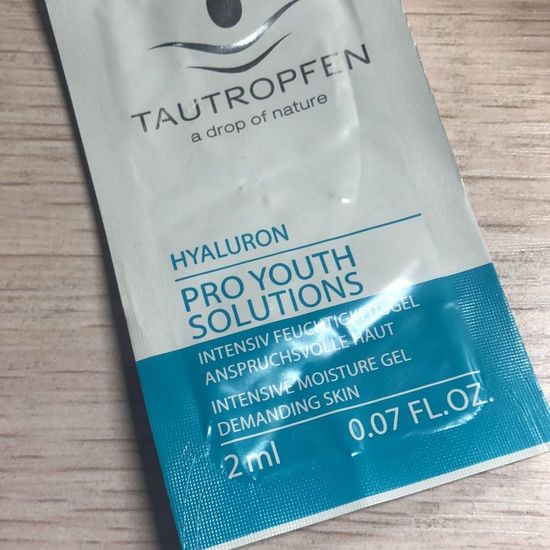 TAUTROPFEN
a drop of nature
HYALURON
PRO YOUTH
SOLUTIONS
INTENSIV FEUCHTIGKEITSGEL
ANSPRUCHSVOLLE HAUT
INTENSIVE MOISTURE GEL
DEMANDING SKIN
2 ml 0.07 FL.OZ.